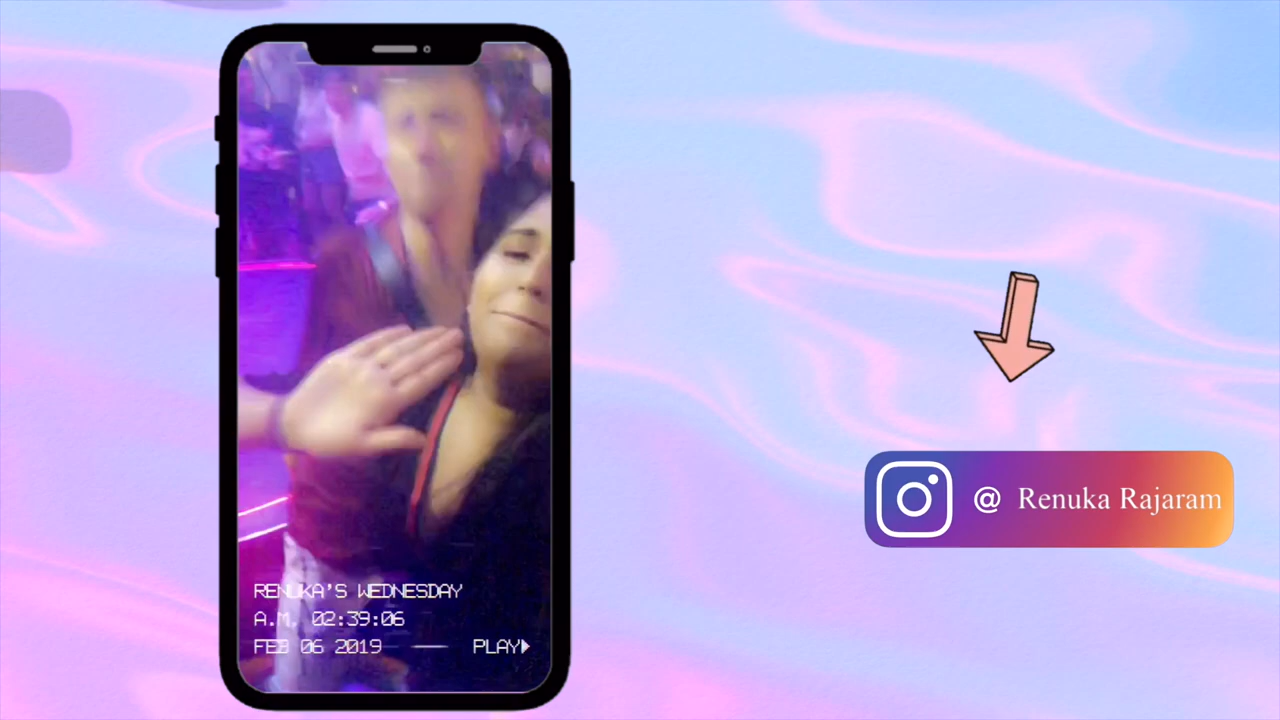 RENUKA'S WEDNESDAY
A.M. 02:39:06
FEB 06 2019
PLAY
@ Renuka Rajaram